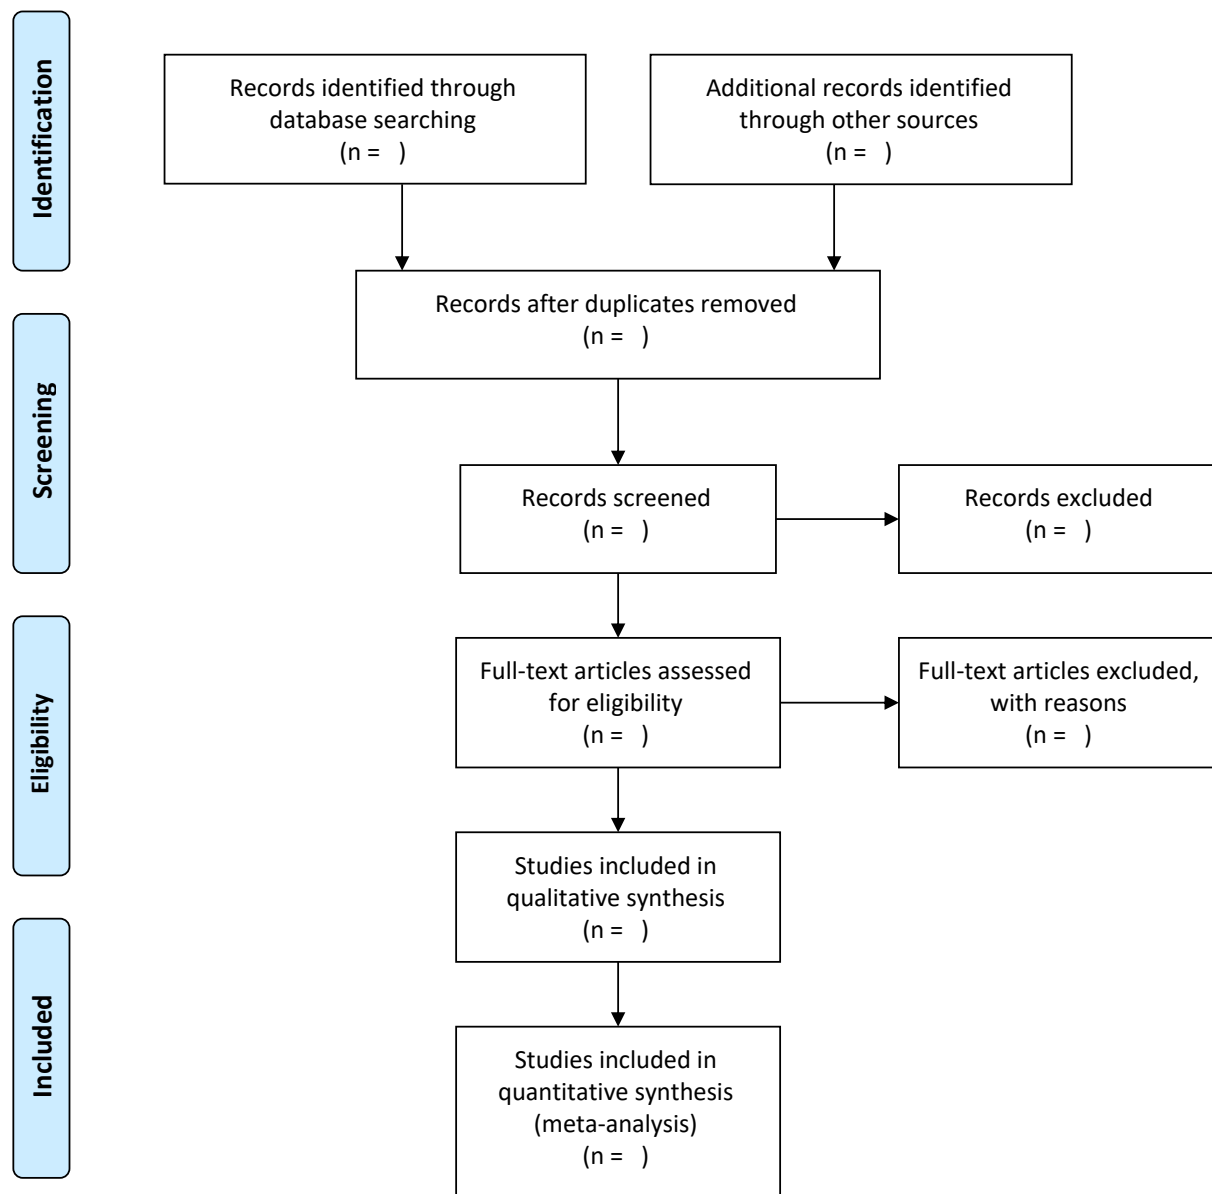 Identification
Records identified through
database searching
(n =   )
Additional records identified
through other sources
(n =   )
Records after duplicates removed
(n =   )
Screening
Records screened
(n =   )
Records excluded
(n =   )
Eligibility
Full-text articles assessed
for eligibility
(n =   )
Full-text articles excluded,
with reasons
(n =   )
Studies included in
qualitative synthesis
(n =   )
Included
Studies included in
quantitative synthesis
(meta-analysis)
(n =   )